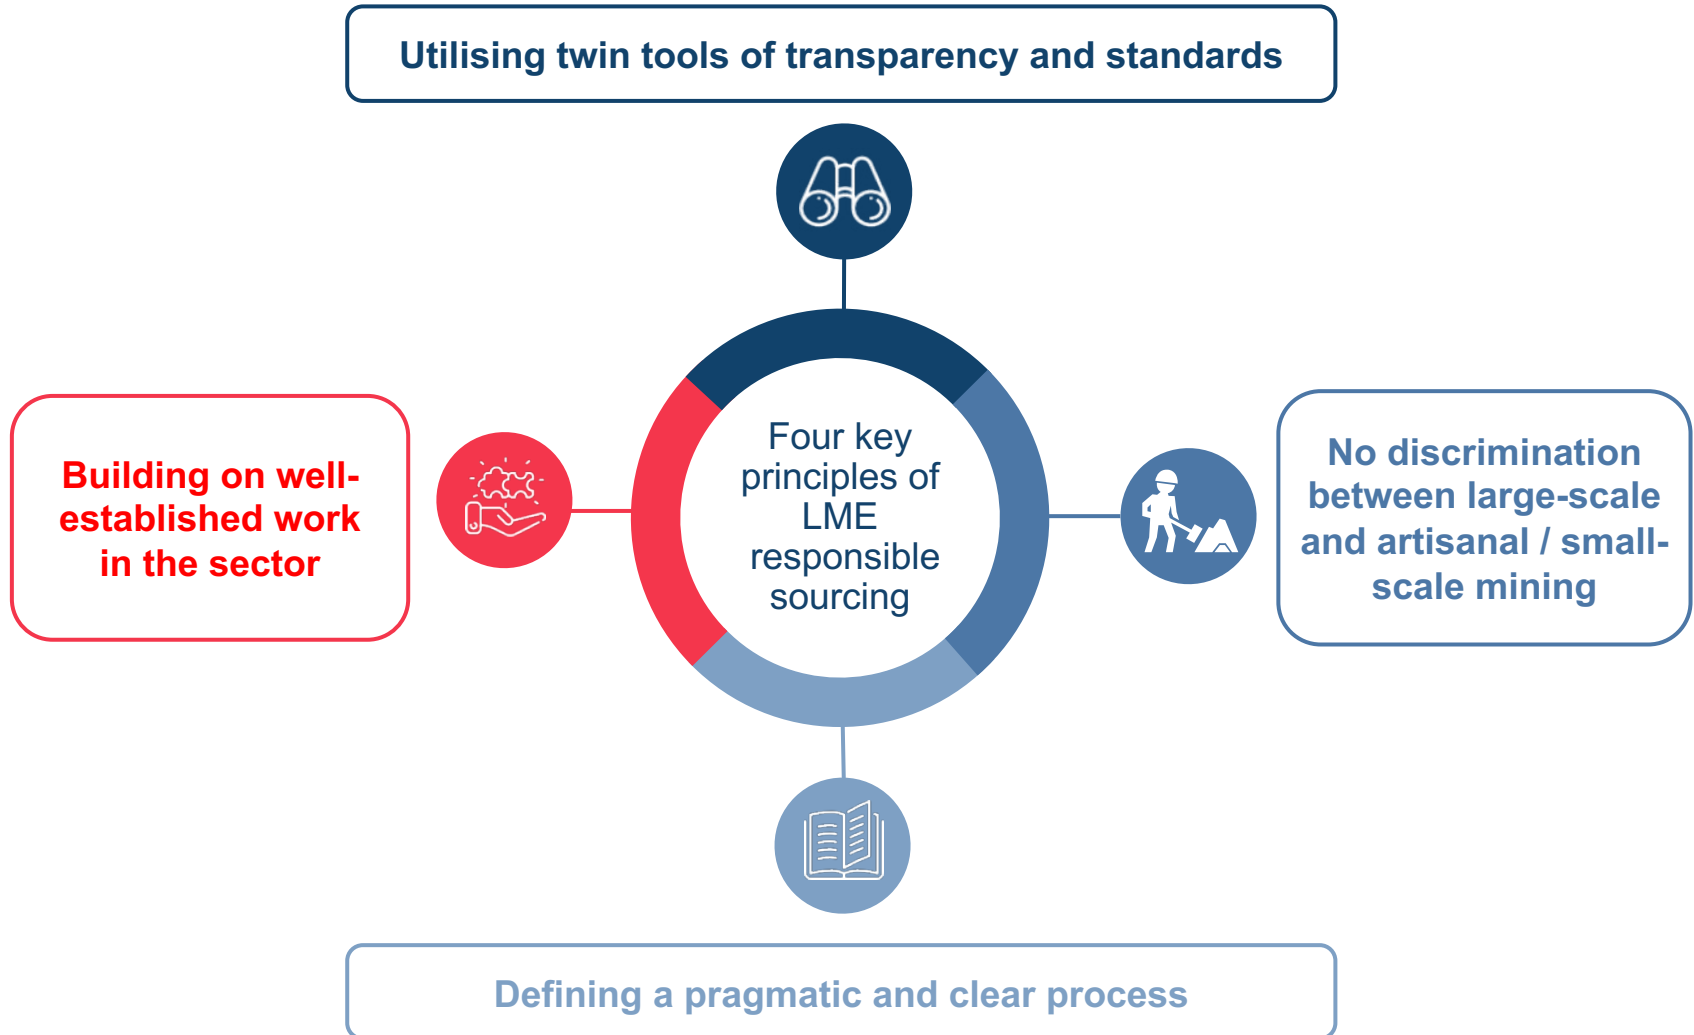 Utilising twin tools of transparency and standards
Building on well-
established work
in the sector
Four key
principles of
LME
responsible
sourcing
No discrimination
between large-scale
and artisanal / small-
scale mining
Defining a pragmatic and clear process